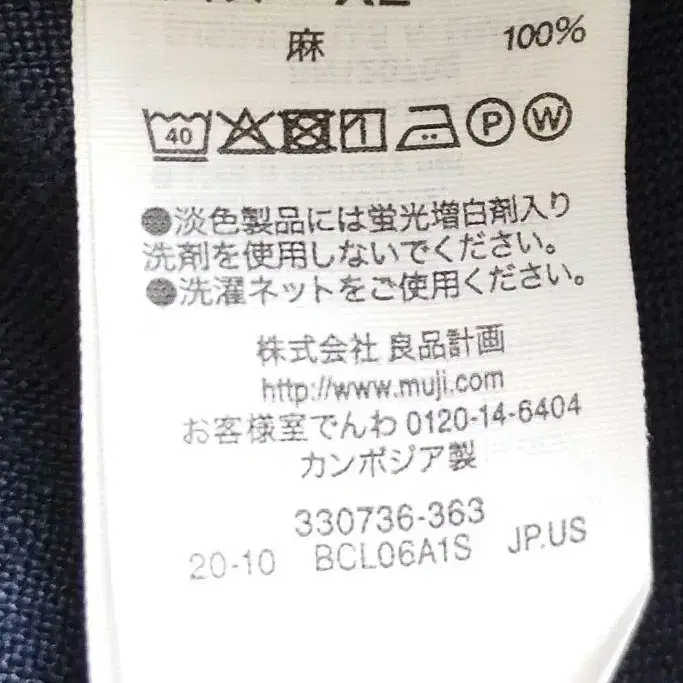 麻 100%
40 P W
●淡色製品には蛍光増白剤入り
洗剤を使用しないでください。
●洗濯ネットをご使用ください。
株式会社 良品計画
http://www.muji.com
お客様室でんわ 0120-14-6404
カンボジア製
330736-363
20-10 BCL06A1S JP.US